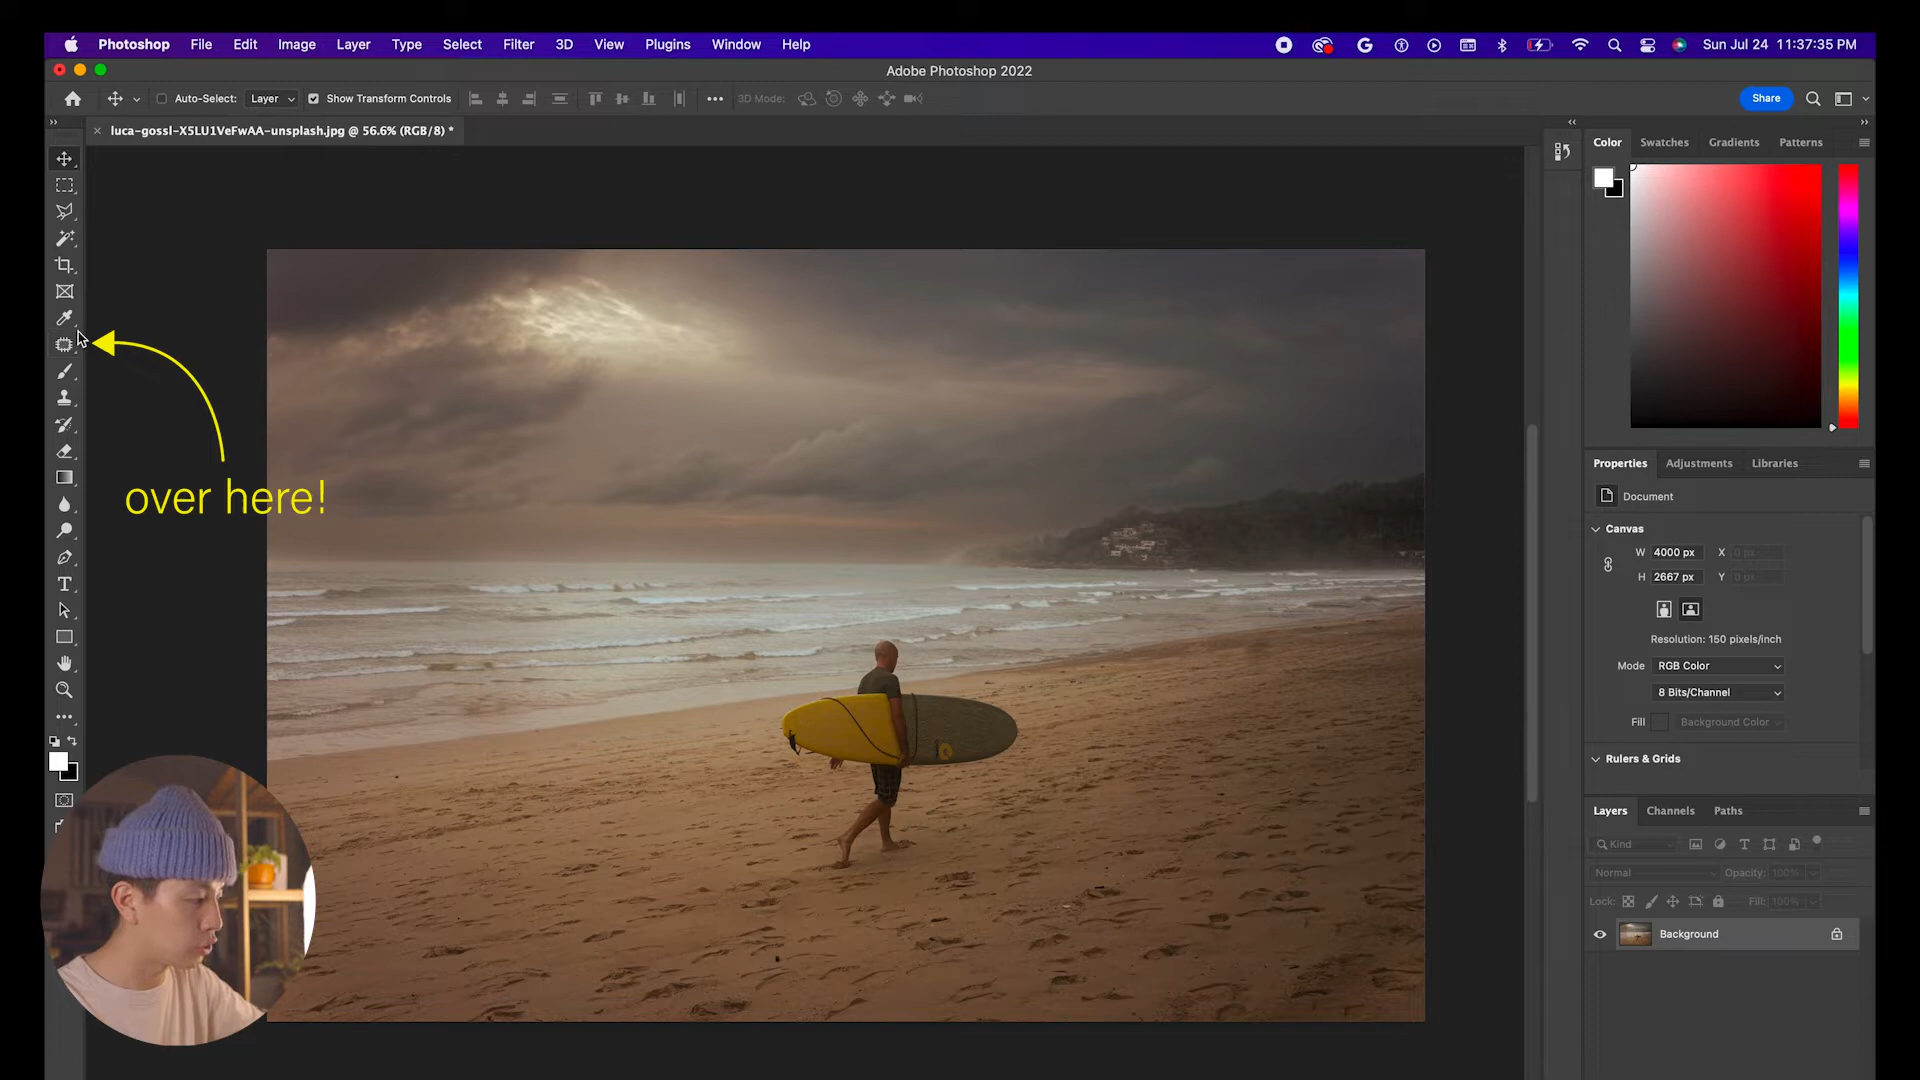 Photoshop File Edit Image Layer Type Select Filter 3D View Plugins Window Help Sun Jul 24 11:37:35 PM
Adobe Photoshop 2022
Auto-Select: Layer Show Transform Controls 3D Mode: Share
luca-gossl-X5LU1VeFwAA-unsplash.jpg @ 56.6% (RGB/8) *
over here!
Color Swatches Gradients Patterns
Properties Adjustments Libraries
Document
Canvas
W 4000 px X 0 px
H 2667 px Y 0 px
Resolution: 150 pixels/inch
Mode RGB Color
8 Bits/Channel
Fill Background Color
Rulers & Grids
Layers Channels Paths
Kind
Normal Opacity: 100%
Lock: Fill: 100%
Background